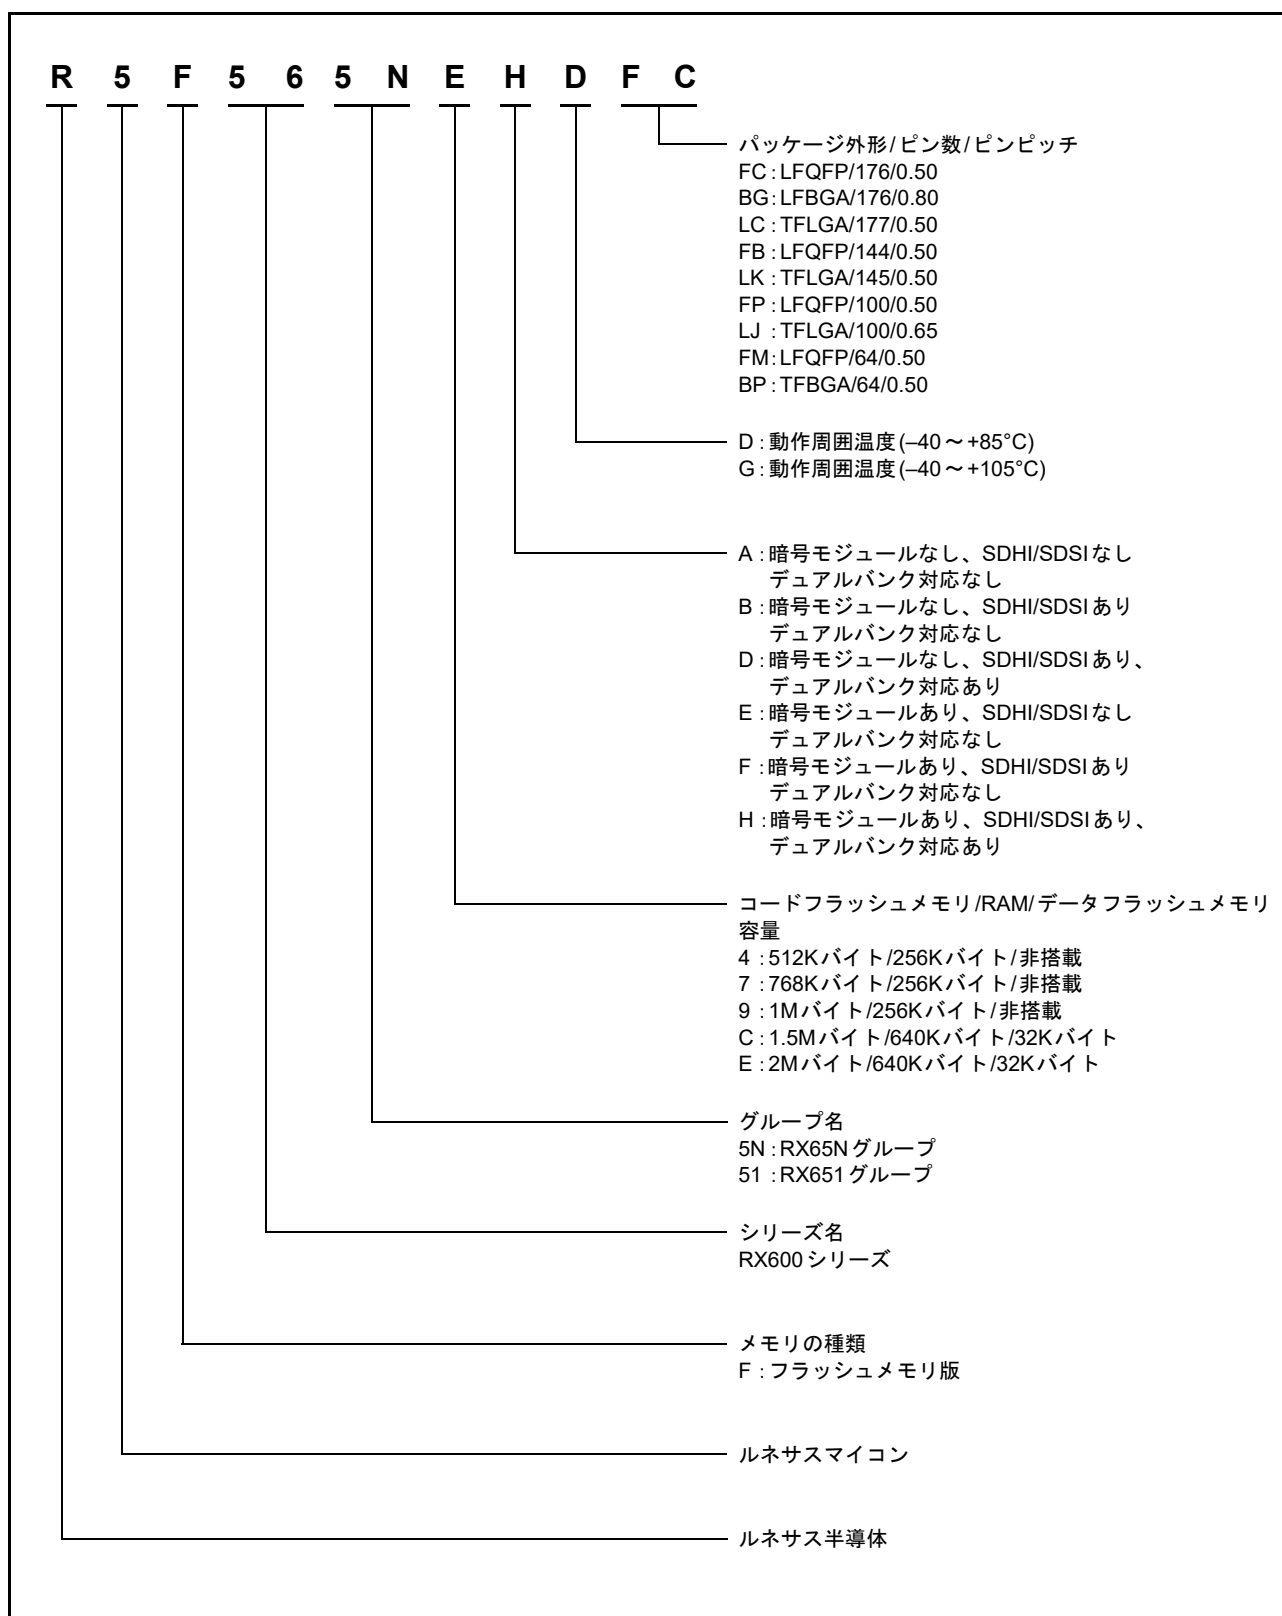 R 5 F 5 6 5 N E H D F C
パッケージ外形/ピン数/ピンピッチ
FC:LFQFP/176/0.50
BG:LFBGA/176/0.80
LC:TFLGA/177/0.50
FB:LFQFP/144/0.50
LK:TFLGA/145/0.50
FP:LFQFP/100/0.50
LJ:TFLGA/100/0.65
FM:LFQFP/64/0.50
BP:TFBGA/64/0.50
D:動作周囲温度(–40～+85°C)
G:動作周囲温度(–40～+105°C)
A:暗号モジュールなし、SDHI/SDSIなし
デュアルバンク対応なし
B:暗号モジュールなし、SDHI/SDSIあり
デュアルバンク対応なし
D:暗号モジュールなし、SDHI/SDSIあり、
デュアルバンク対応あり
E:暗号モジュールあり、SDHI/SDSIなし
デュアルバンク対応なし
F:暗号モジュールあり、SDHI/SDSIあり
デュアルバンク対応なし
H:暗号モジュールあり、SDHI/SDSIあり、
デュアルバンク対応あり
コードフラッシュメモリ/RAM/データフラッシュメモリ
容量
4:512Kバイト/256Kバイト/非搭載
7:768Kバイト/256Kバイト/非搭載
9:1Mバイト/256Kバイト/非搭載
C:1.5Mバイト/640Kバイト/32Kバイト
E:2Mバイト/640Kバイト/32Kバイト
グループ名
5N:RX65Nグループ
51:RX651グループ
シリーズ名
RX600シリーズ
メモリの種類
F:フラッシュメモリ版
ルネサスマイコン
ルネサス半導体